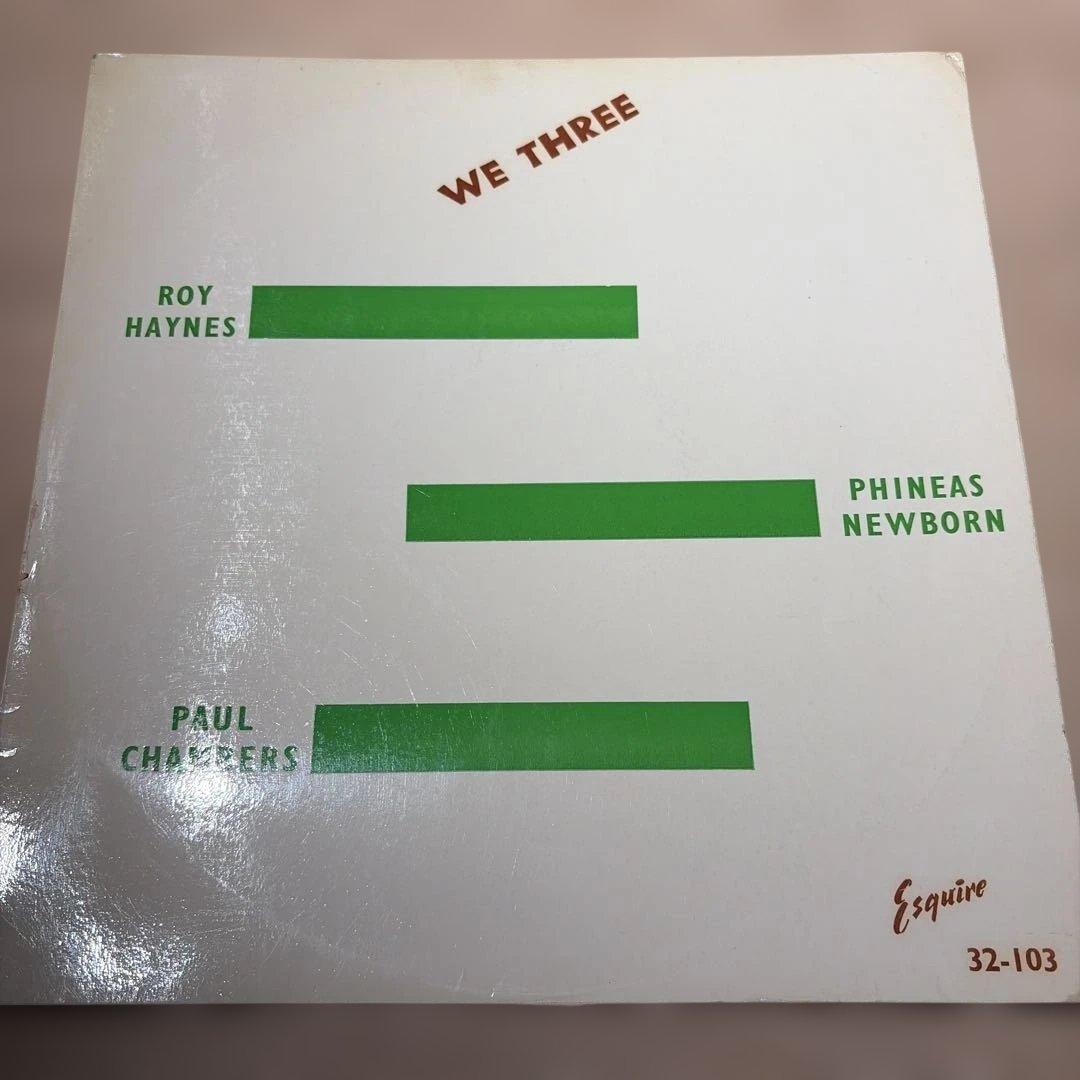 WE THREE
ROY
HAYNES
PHINEAS
NEWBORN
PAUL
CHAMBERS
Esquire
32-103